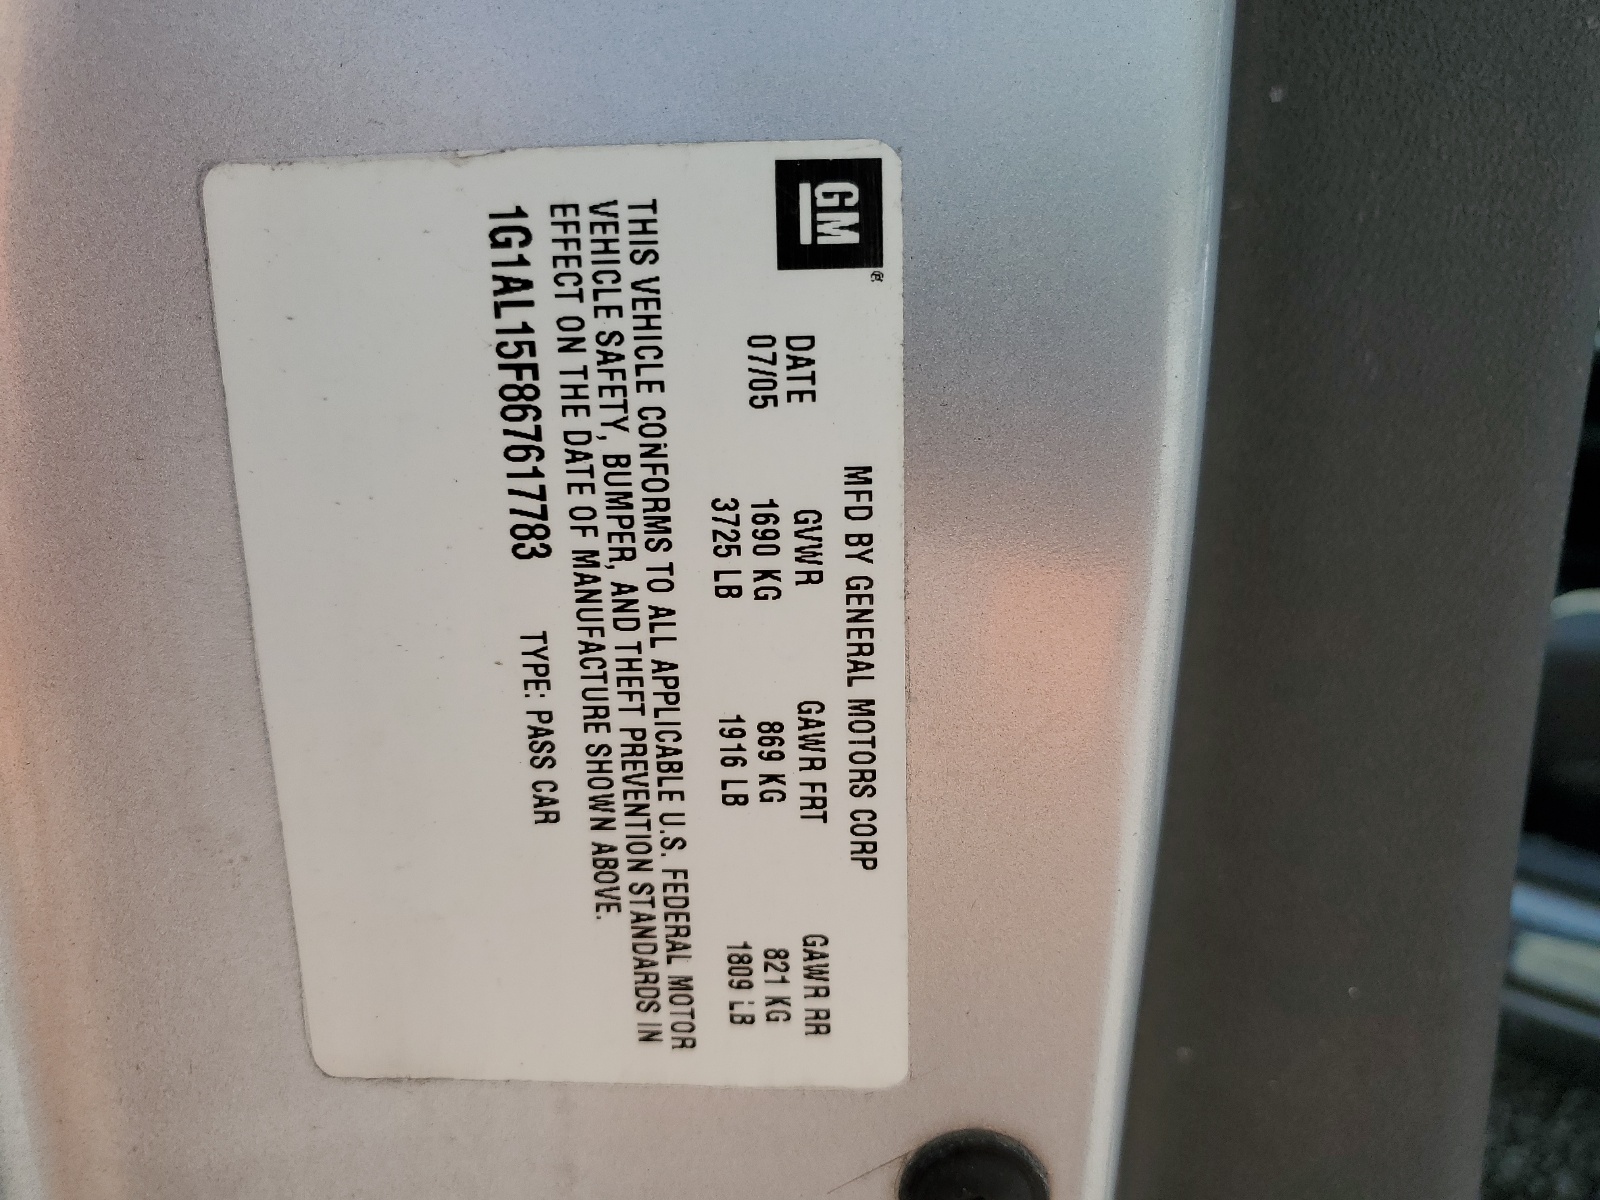 GM ®
MFD BY GENERAL MOTORS CORP
DATE GVWR GAWR FRT GAWR RR
07/05 1690 KG 869 KG 821 KG
3725 LB 1916 LB 1809 LB
THIS VEHICLE CONFORMS TO ALL APPLICABLE U.S. FEDERAL MOTOR
VEHICLE SAFETY, BUMPER, AND THEFT PREVENTION STANDARDS IN
EFFECT ON THE DATE OF MANUFACTURE SHOWN ABOVE.
1G1AL15F867617783 TYPE: PASS CAR